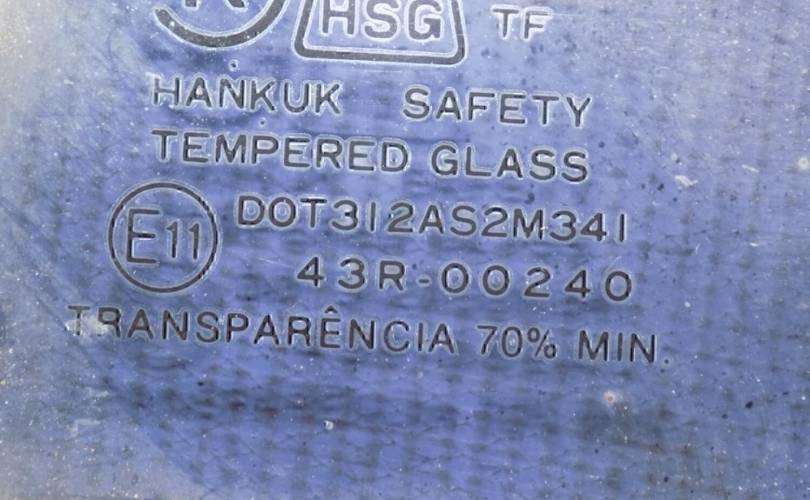 HSG TF
HANKUK SAFETY
TEMPERED GLASS
E11 DOT312AS2M341
43R-00240
TRANSPARÊNCIA 70% MIN.